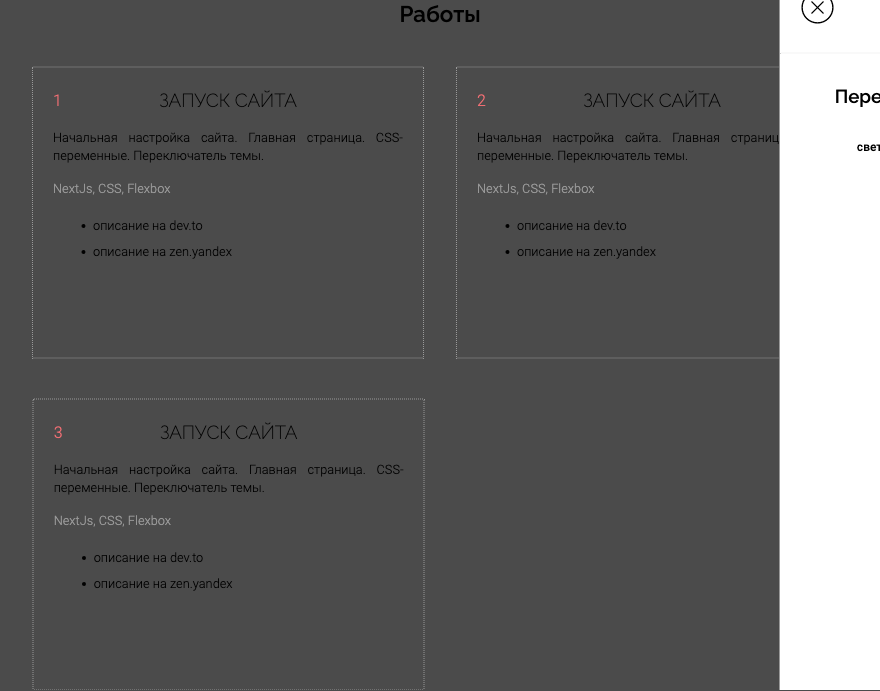 Работы
1 ЗАПУСК САЙТА
Начальная настройка сайта. Главная страница. CSS-
переменные. Переключатель темы.
NextJs, CSS, Flexbox
• описание на dev.to
• описание на zen.yandex
2 ЗАПУСК САЙТА
Начальная настройка сайта. Главная страниц
переменные. Переключатель темы.
NextJs, CSS, Flexbox
• описание на dev.to
• описание на zen.yandex
3 ЗАПУСК САЙТА
Начальная настройка сайта. Главная страница. CSS-
переменные. Переключатель темы.
NextJs, CSS, Flexbox
• описание на dev.to
• описание на zen.yandex
Пере
свет